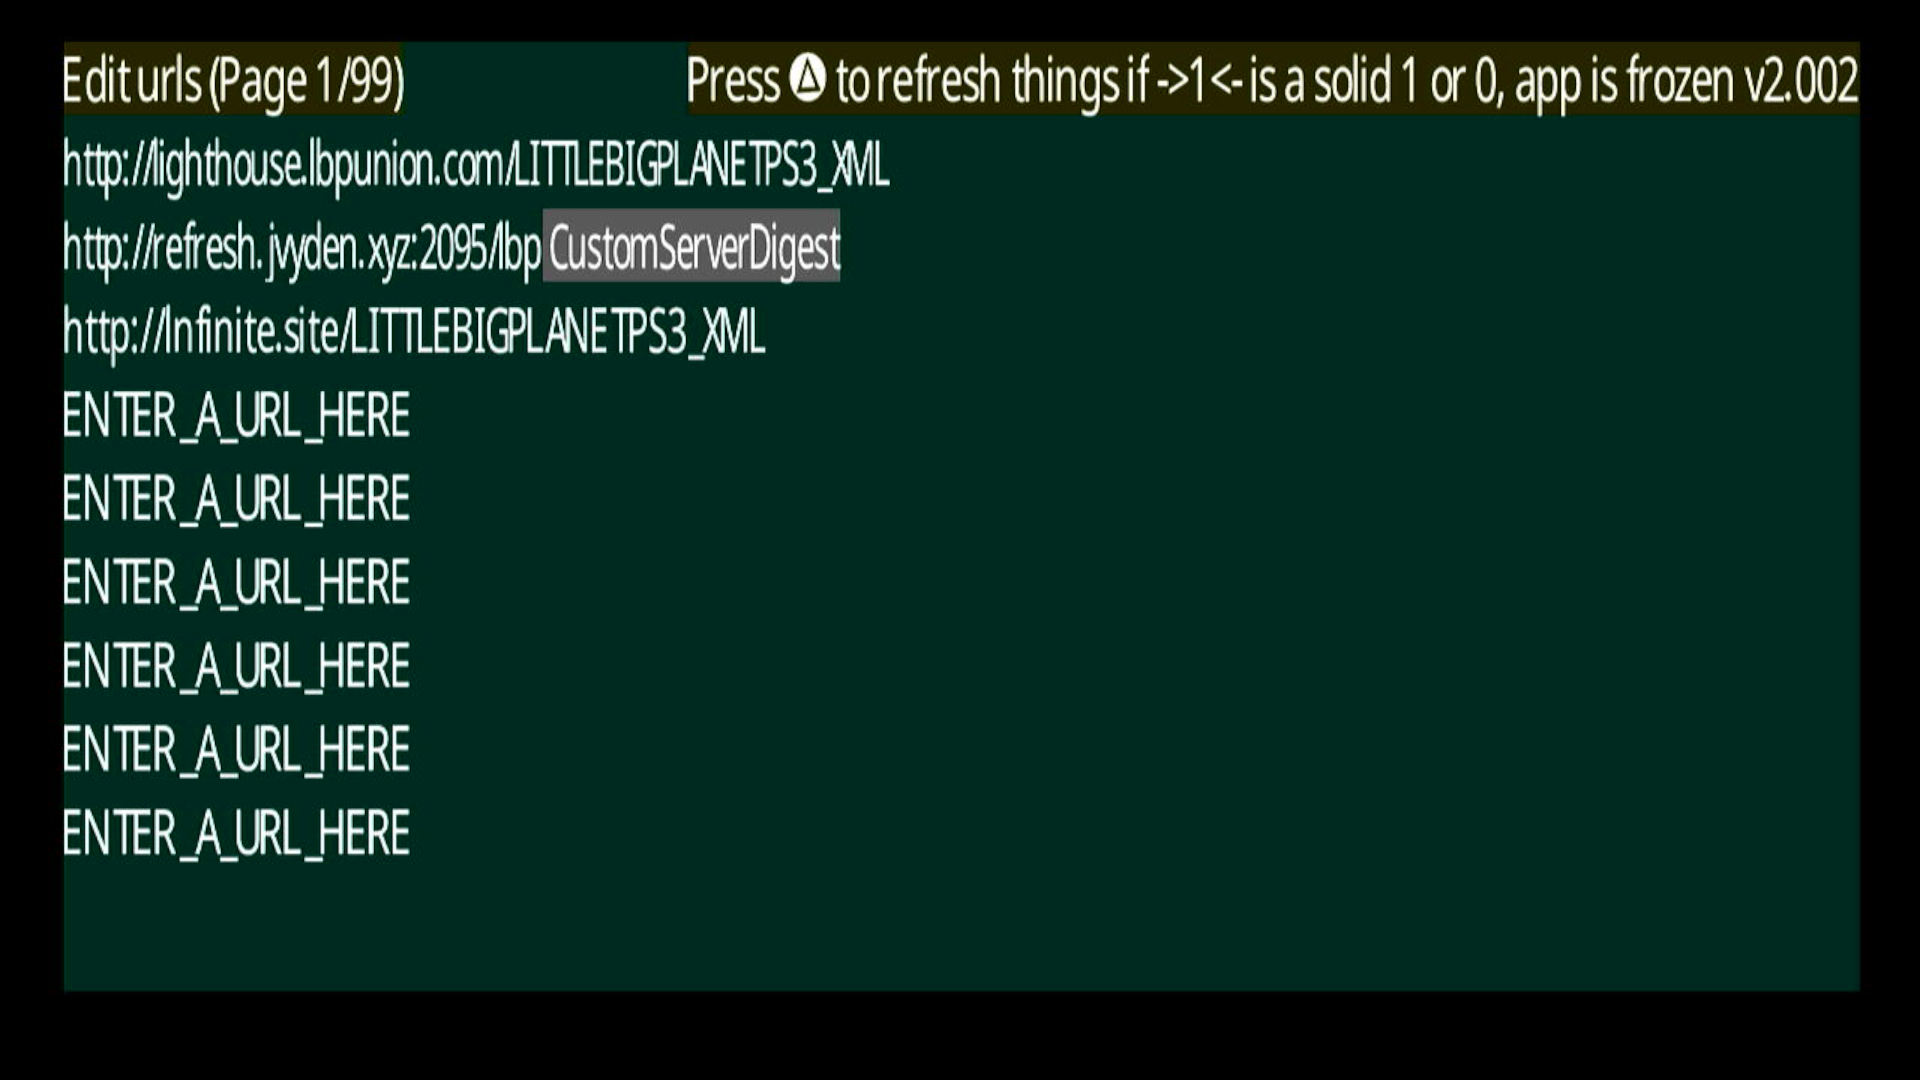 Edit urls (Page 1/99)
Press △ to refresh things if ->1<- is a solid 1 or 0, app is frozen v2.002
http://lighthouse.lbpunion.com/LITTLEBIGPLANETPS3_XML
http://refresh.jvyden.xyz:2095/lbp CustomServerDigest
http://lnfinite.site/LITTLEBIGPLANETPS3_XML
ENTER_A_URL_HERE
ENTER_A_URL_HERE
ENTER_A_URL_HERE
ENTER_A_URL_HERE
ENTER_A_URL_HERE
ENTER_A_URL_HERE